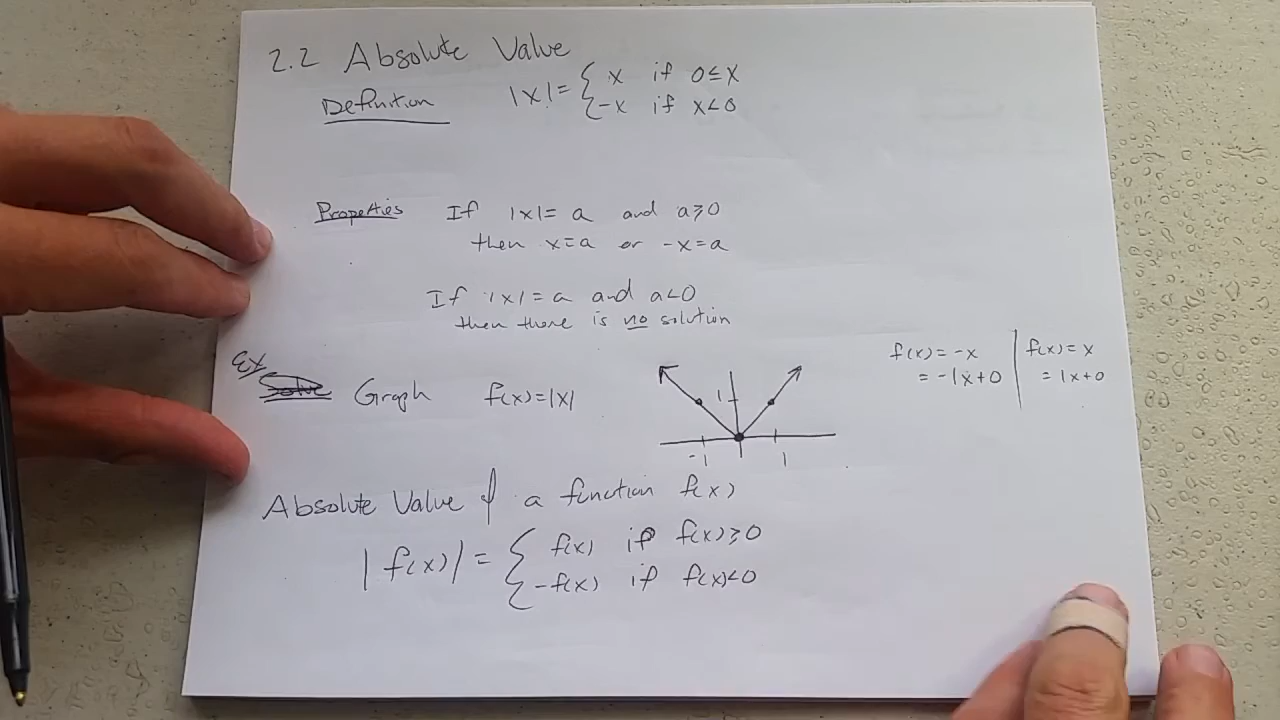 2.2 Absolute Value
Definition |x| = { x if 0≤x
{ -x if x<0
Properties If |x| = a and a≥0
then x=a or -x=a
If |x| = a and a<0
then there is no solution
Ex Solve Graph f(x)=|x|
1
-1 1
f(x)=-x
= -1x+0
f(x)=x
= 1x+0
Absolute Value of a function f(x)
|f(x)| = { f(x) if f(x)≥0
{ -f(x) if f(x)<0